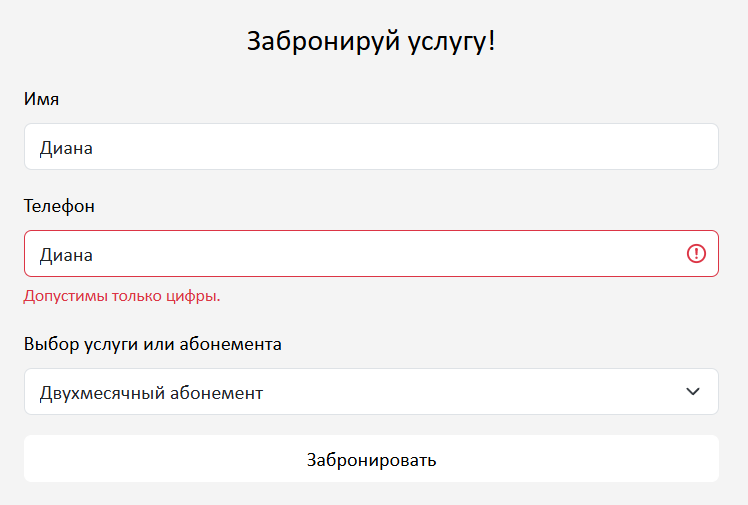 Забронируй услугу!
Имя
Диана
Телефон
Диана
Допустимы только цифры.
Выбор услуги или абонемента
Двухмесячный абонемент
Забронировать